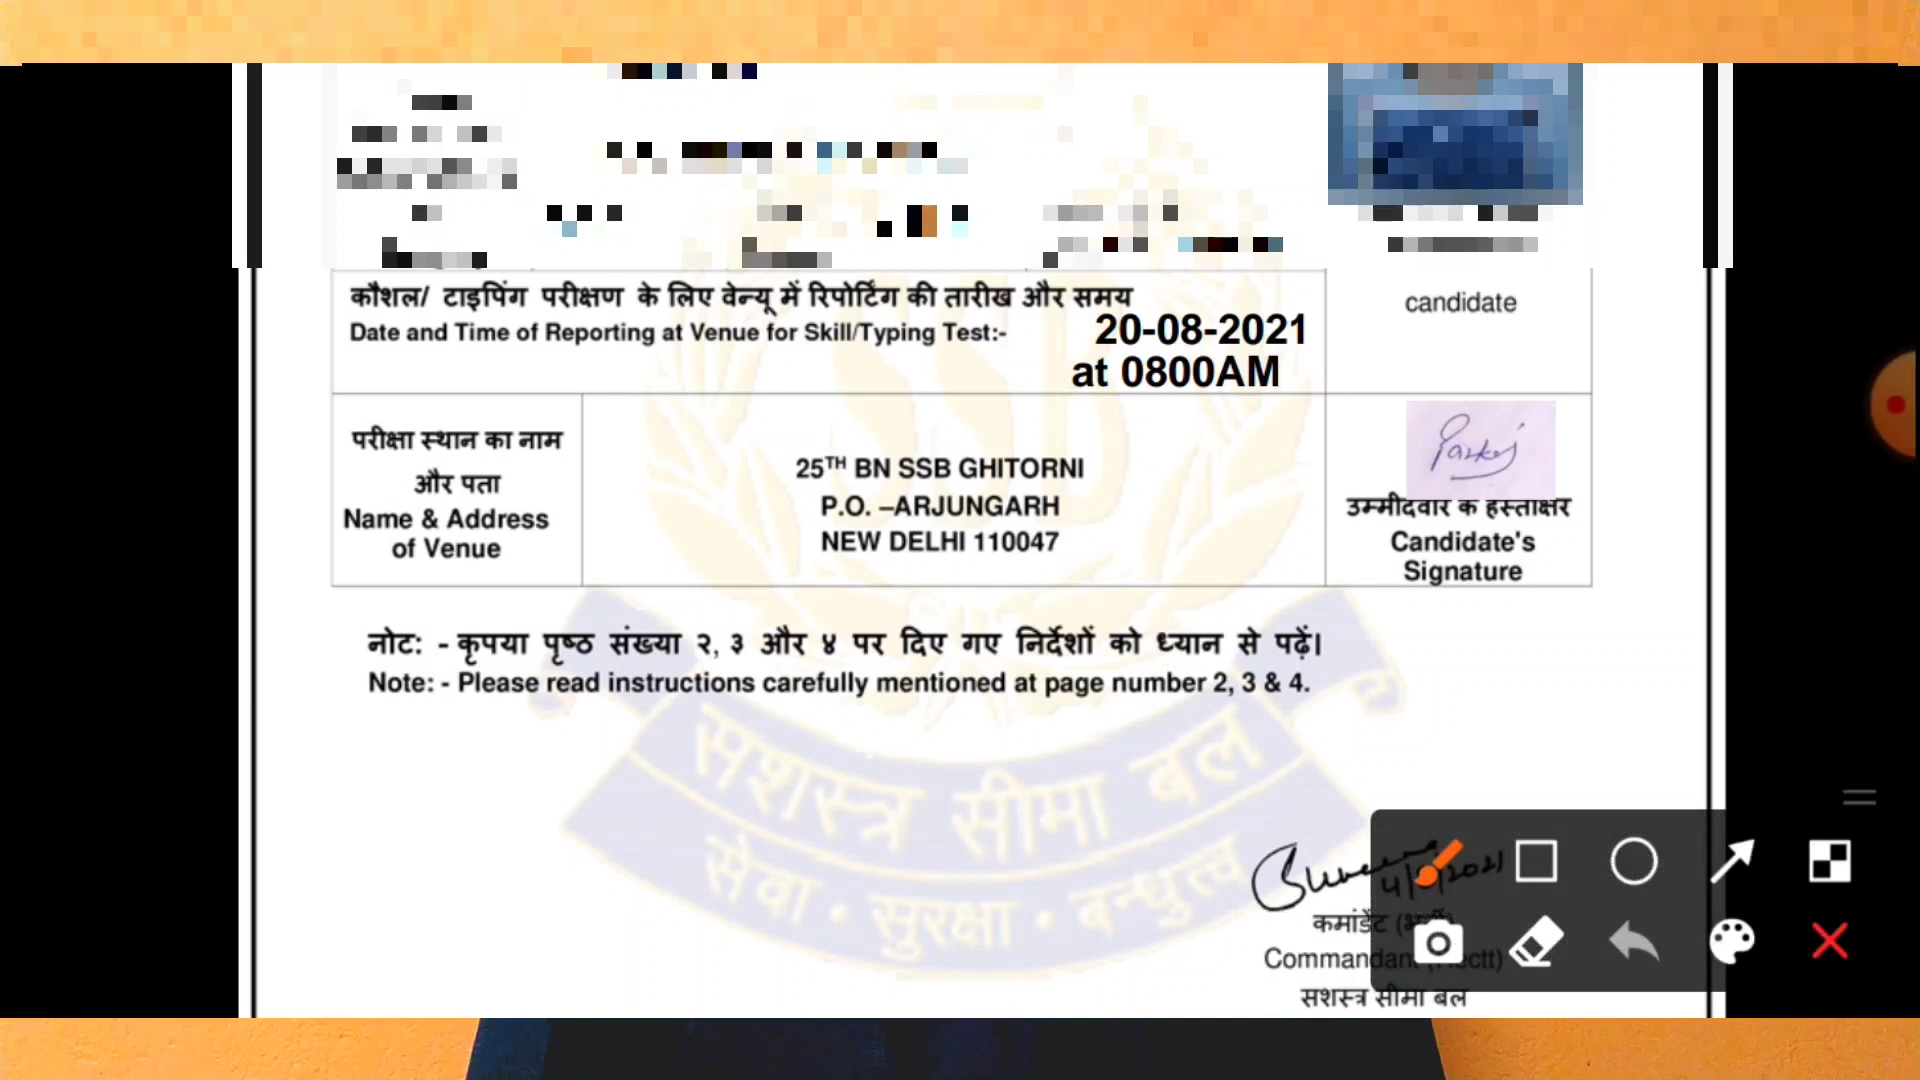 कौशल/ टाइपिंग परीक्षण के लिए वेन्यू में रिपोर्टिंग की तारीख और समय
Date and Time of Reporting at Venue for Skill/Typing Test:-
20-08-2021
at 0800AM
candidate
परीक्षा स्थान का नाम
और पता
Name & Address
of Venue
25TH BN SSB GHITORNI
P.O. –ARJUNGARH
NEW DELHI 110047
उम्मीदवार के हस्ताक्षर
Candidate's
Signature
नोट: - कृपया पृष्ठ संख्या २, ३ और ४ पर दिए गए निर्देशों को ध्यान से पढ़ें।
Note: - Please read instructions carefully mentioned at page number 2, 3 & 4.
सशस्त्र सीमा बल
सेवा • सुरक्षा • बन्धुत्व
SSB
कमांडेंट
Commandant (Rectt)
सशस्त्र सीमा बल